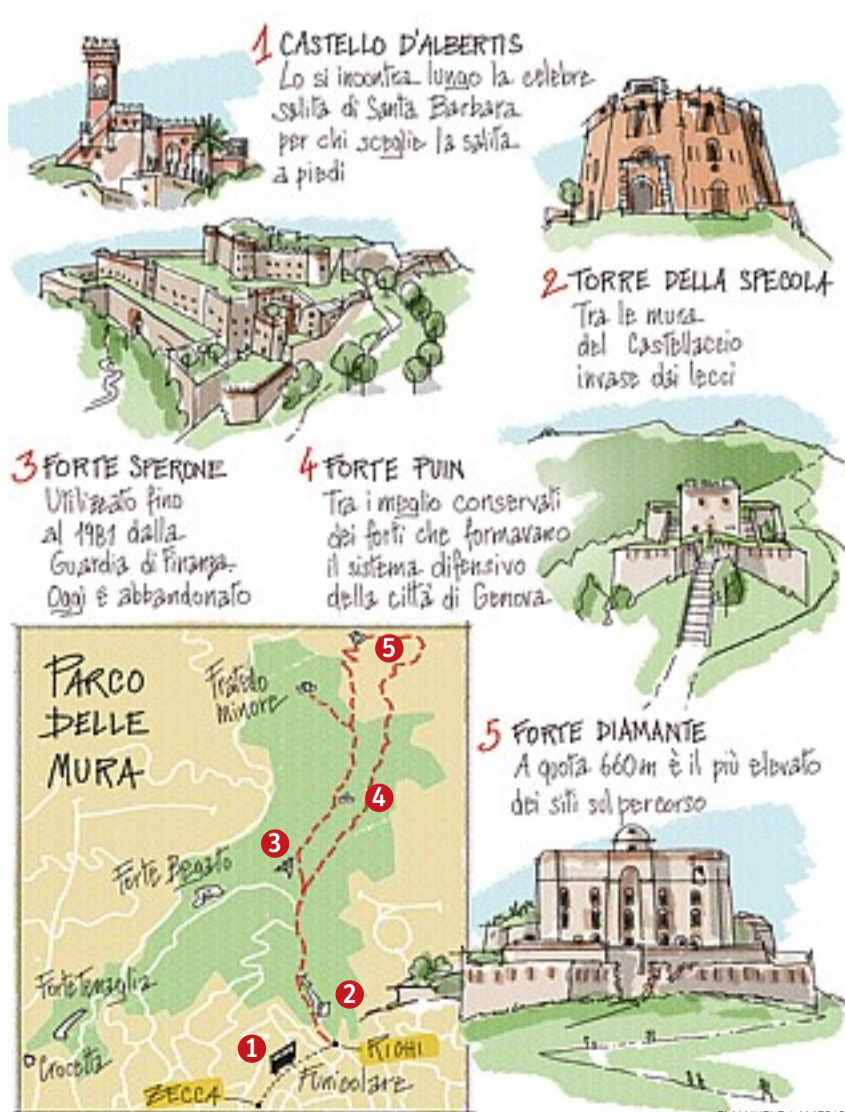 1 CASTELLO D'ALBERTIS
Lo si incontra lungo la celebre
salita di Santa Barbara
per chi sceglie la salita
a piedi
2 TORRE DELLA SPECOLA
Tra le mura
del Castellaccio
invase dai lecci
3 FORTE SPERONE
Utilizzato fino
al 1981 dalla
Guardia di Finanza.
Oggi è abbandonato
4 FORTE PUIN
Tra i meglio conservati
dei forti che formavano
il sistema difensivo
della città di Genova
5 FORTE DIAMANTE
A quota 660m è il più elevato
dei siti sul percorso
PARCO
DELLE
MURA
Fratello
minore
5
4
3
Forte Begato
Forte Tenaglia
2
1
Crocetta
RIGHI
Funicolare
ZECCA